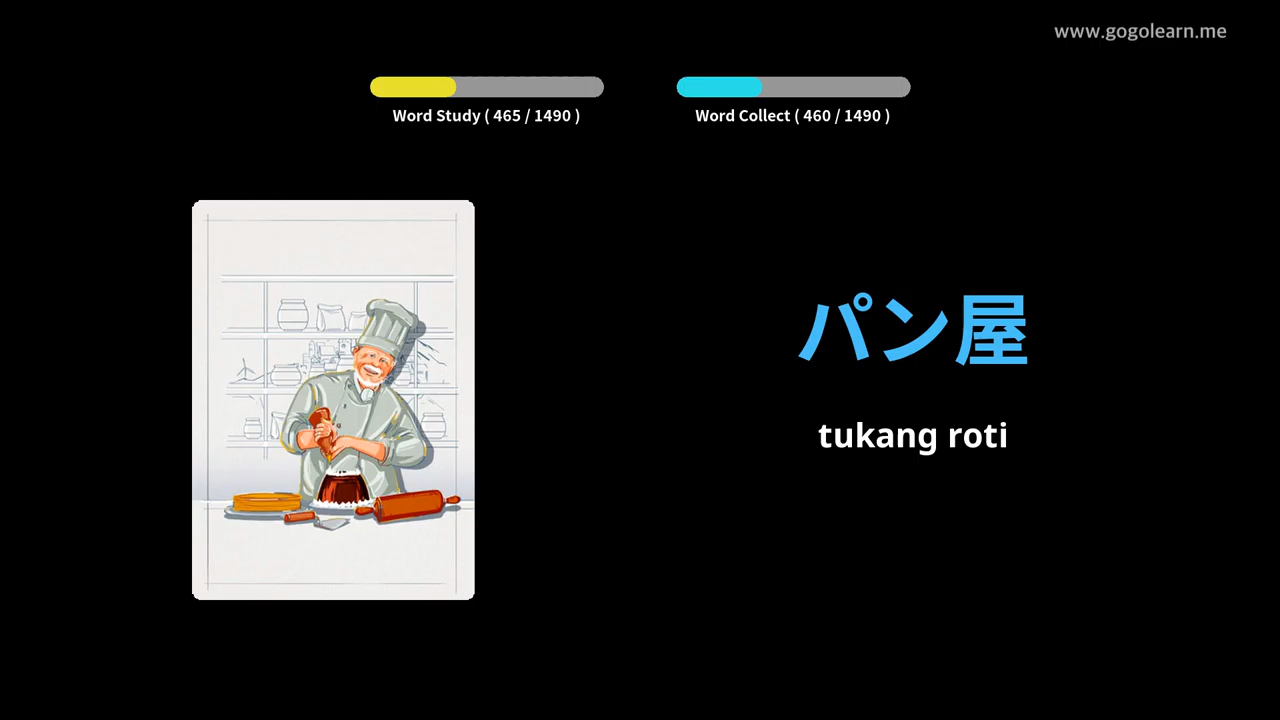 www.gogolearn.me
Word Study ( 465 / 1490 )
Word Collect ( 460 / 1490 )
パン屋
tukang roti